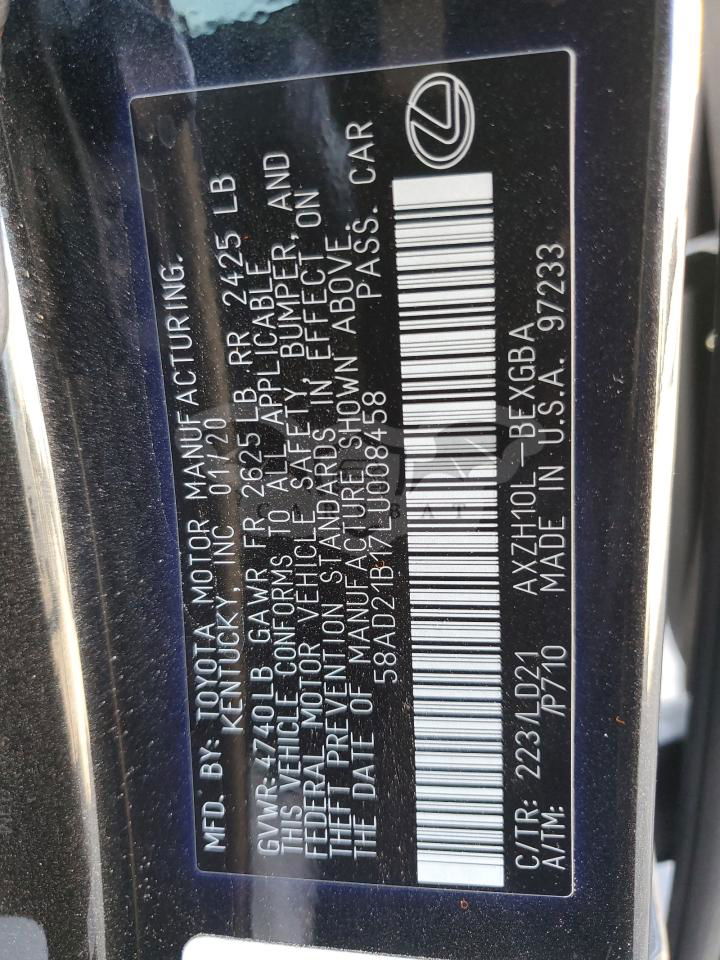 MFD. BY: TOYOTA MOTOR MANUFACTURING.
KENTUCKY, INC 01/20
GVWR: 4740LB GAWR FR 2625 LB RR 2425 LB
THIS VEHICLE CONFORMS TO ALL APPLICABLE
FEDERAL MOTOR VEHICLE SAFETY, BUMPER, AND
THEFT PREVENTION STANDARDS IN EFFECT ON
THE DATE OF MANUFACTURE SHOWN ABOVE.
58AD21B17LU008458 PASS. CAR
C/TR: 223/LD21 AXZH10L-BEXGBA
A/TM: /P710 MADE IN U.S.A. 97233